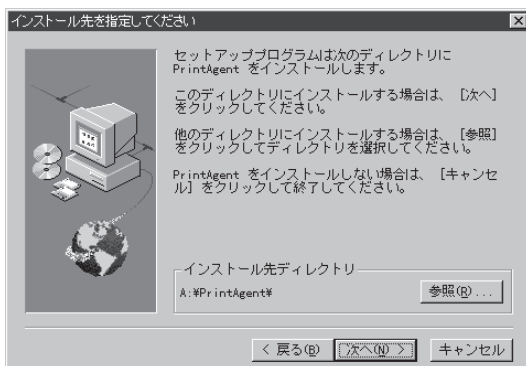 インストール先を指定してください
セットアッププログラムは次のディレクトリに
PrintAgent をインストールします。
このディレクトリにインストールする場合は、 [次へ]
をクリックしてください。
他のディレクトリにインストールする場合は、 [参照]
をクリックしてディレクトリを選択してください。
PrintAgent をインストールしない場合は、 [キャンセ
ル] をクリックして終了してください。
インストール先ディレクトリ
A:¥PrintAgent¥
参照(R)...
< 戻る(B)
次へ(N) >
キャンセル